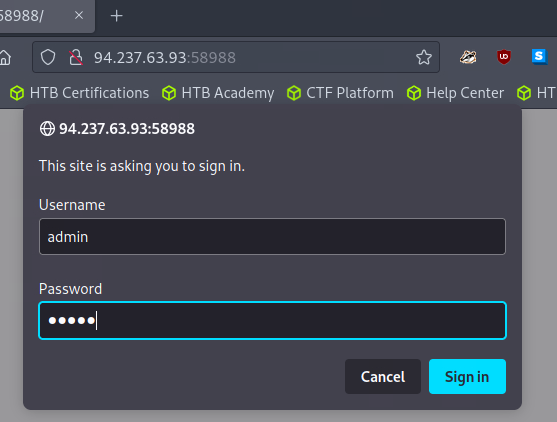 58988/
94.237.63.93:58988
HTB Certifications HTB Academy CTF Platform Help Center HT
94.237.63.93:58988
This site is asking you to sign in.
Username
admin
Password
•••••
Cancel Sign in